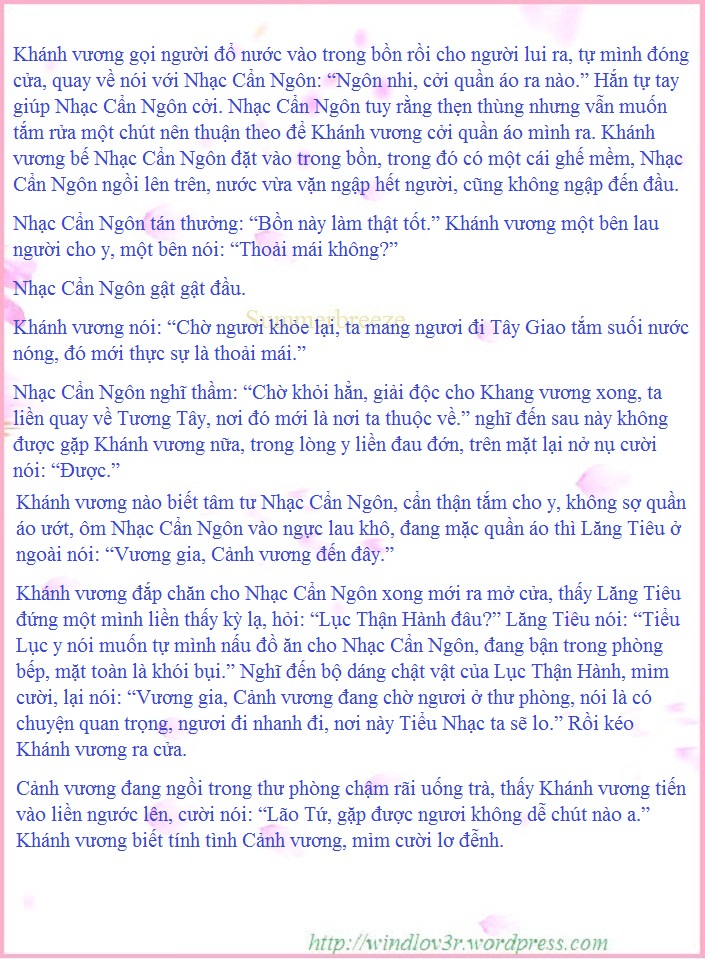 Khánh vương gọi người đổ nước vào trong bồn rồi cho người lui ra, tự mình đóng
cửa, quay về nói với Nhạc Cẩn Ngôn: “Ngôn nhi, cởi quần áo ra nào.” Hắn tự tay
giúp Nhạc Cẩn Ngôn cởi. Nhạc Cẩn Ngôn tuy rằng thẹn thùng nhưng vẫn muốn
tắm rửa một chút nên thuận theo để Khánh vương cởi quần áo mình ra. Khánh
vương bế Nhạc Cẩn Ngôn đặt vào trong bồn, trong đó có một cái ghế mềm, Nhạc
Cẩn Ngôn ngồi lên trên, nước vừa vặn ngập hết người, cũng không ngập đến đầu.
Nhạc Cẩn Ngôn tán thưởng: “Bồn này làm thật tốt.” Khánh vương một bên lau
người cho y, một bên nói: “Thoải mái không?”
Nhạc Cẩn Ngôn gật gật đầu.
Summerbreeze
Khánh vương nói: “Chờ ngươi khỏe lại, ta mang ngươi đi Tây Giao tắm suối nước
nóng, đó mới thực sự là thoải mái.”
Nhạc Cẩn Ngôn nghĩ thầm: “Chờ khỏi hẳn, giải độc cho Khang vương xong, ta
liền quay về Tương Tây, nơi đó mới là nơi ta thuộc về.” nghĩ đến sau này không
được gặp Khánh vương nữa, trong lòng y liền đau đớn, trên mặt lại nở nụ cười
nói: “Được.”
Khánh vương nào biết tâm tư Nhạc Cẩn Ngôn, cẩn thận tắm cho y, không sợ quần
áo ướt, ôm Nhạc Cẩn Ngôn vào ngực lau khô, đang mặc quần áo thì Lăng Tiêu ở
ngoài nói: “Vương gia, Cảnh vương đến đây.”
Khánh vương đắp chăn cho Nhạc Cẩn Ngôn xong mới ra mở cửa, thấy Lăng Tiêu
đứng một mình liền thấy kỳ lạ, hỏi: “Lục Thận Hành đâu?” Lăng Tiêu nói: “Tiểu
Lục y nói muốn tự mình nấu đồ ăn cho Nhạc Cẩn Ngôn, đang bận trong phòng
bếp, mặt toàn là khói bụi.” Nghĩ đến bộ dáng chật vật của Lục Thận Hành, mỉm
cười, lại nói: “Vương gia, Cảnh vương đang chờ ngươi ở thư phòng, nói là có
chuyện quan trọng, ngươi đi nhanh đi, nơi này Tiểu Nhạc ta sẽ lo.” Rồi kéo
Khánh vương ra cửa.
Cảnh vương đang ngồi trong thư phòng chậm rãi uống trà, thấy Khánh vương tiến
vào liền ngước lên, cười nói: “Lão Tứ, gặp được ngươi không dễ chút nào a.”
Khánh vương biết tính tình Cảnh vương, mỉm cười lơ đễnh.
http://windlov3r.wordpress.com